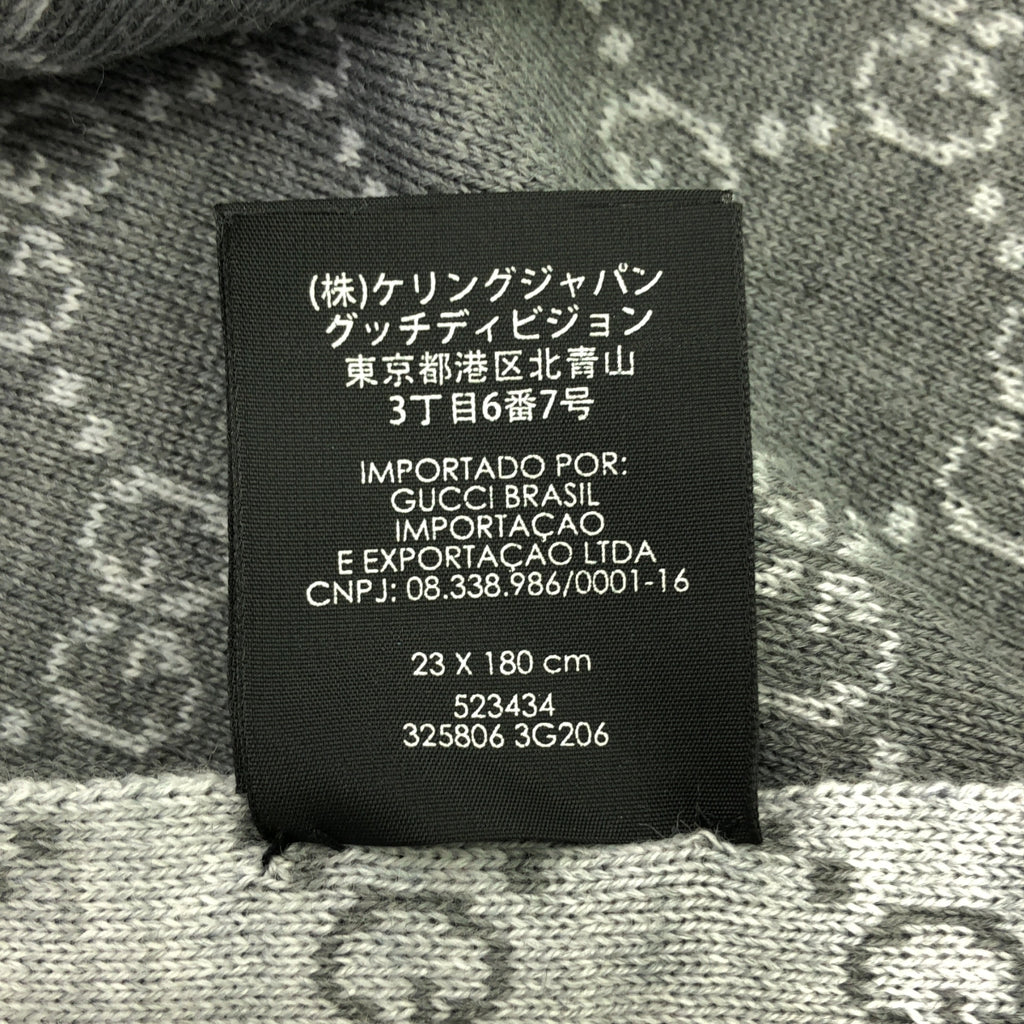 (株)ケリングジャパン
グッチディビジョン
東京都港区北青山
3丁目6番7号
IMPORTADO POR:
GUCCI BRASIL
IMPORTAÇAO
E EXPORTAÇAO LTDA
CNPJ: 08.338.986/0001-16
23 X 180 cm
523434
325806 3G206